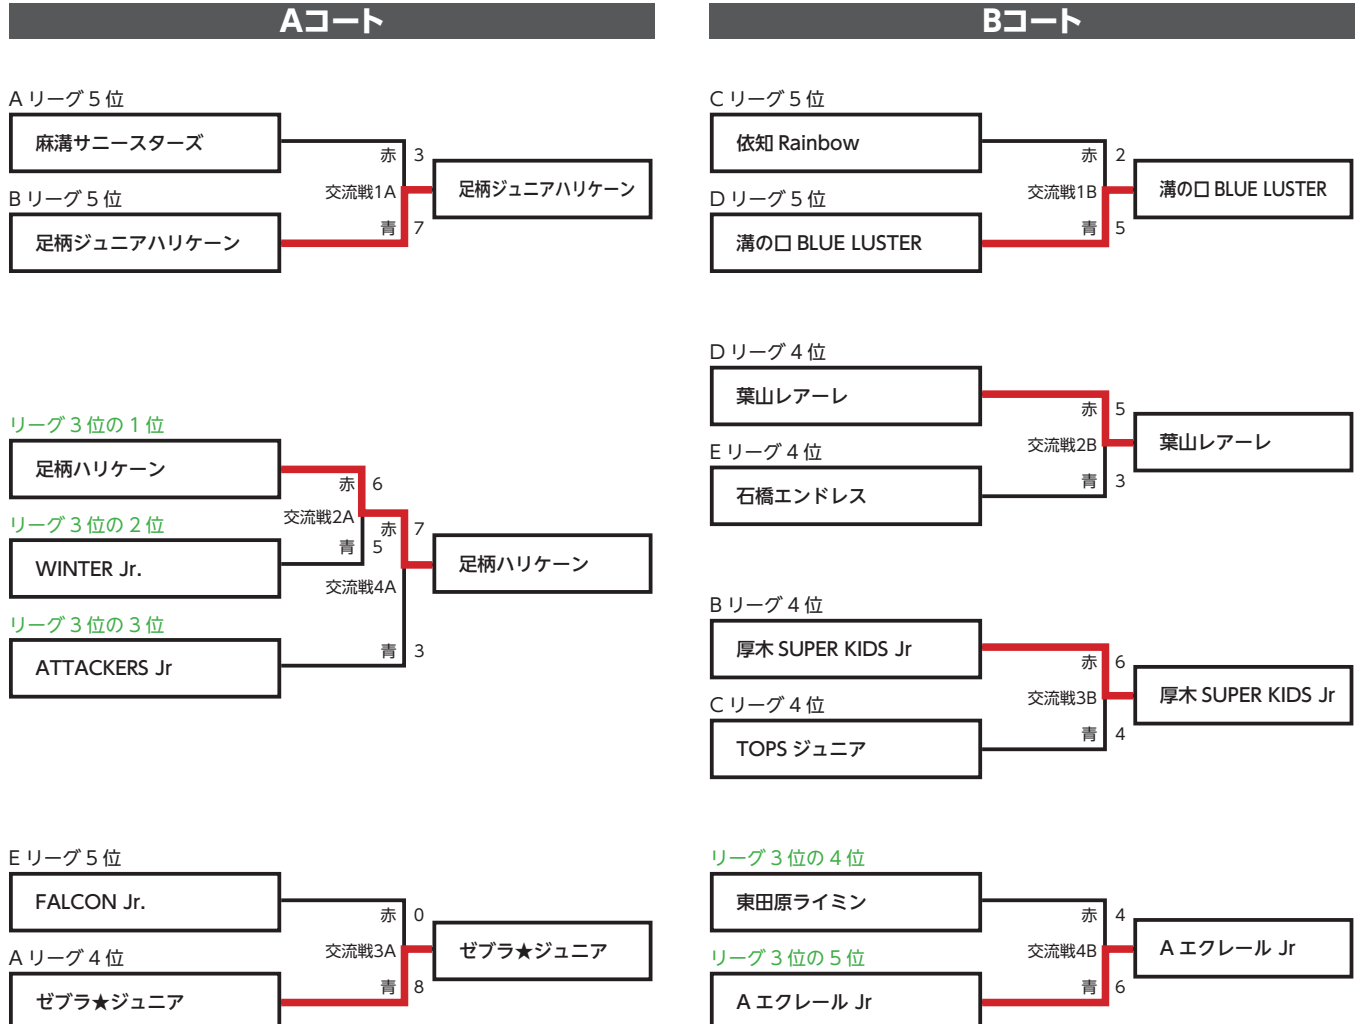 Aコート
Aリーグ5位
麻溝サニースターズ
赤 3
交流戦1A
足柄ジュニアハリケーン
Bリーグ5位
青 7
足柄ジュニアハリケーン
リーグ3位の1位
足柄ハリケーン
赤 6
交流戦2A
リーグ3位の2位
赤 7
青 5
WINTER Jr.
足柄ハリケーン
交流戦4A
リーグ3位の3位
青 3
ATTACKERS Jr
Eリーグ5位
FALCON Jr.
赤 0
交流戦3A
ゼブラ★ジュニア
Aリーグ4位
青 8
ゼブラ★ジュニア
Bコート
Cリーグ5位
依知 Rainbow
赤 2
交流戦1B
溝の口 BLUE LUSTER
Dリーグ5位
青 5
溝の口 BLUE LUSTER
Dリーグ4位
葉山レアーレ
赤 5
交流戦2B
葉山レアーレ
Eリーグ4位
青 3
石橋エンドレス
Bリーグ4位
厚木 SUPER KIDS Jr
赤 6
交流戦3B
厚木 SUPER KIDS Jr
Cリーグ4位
青 4
TOPS ジュニア
リーグ3位の4位
東田原ライミン
赤 4
交流戦4B
A エクレール Jr
リーグ3位の5位
青 6
A エクレール Jr